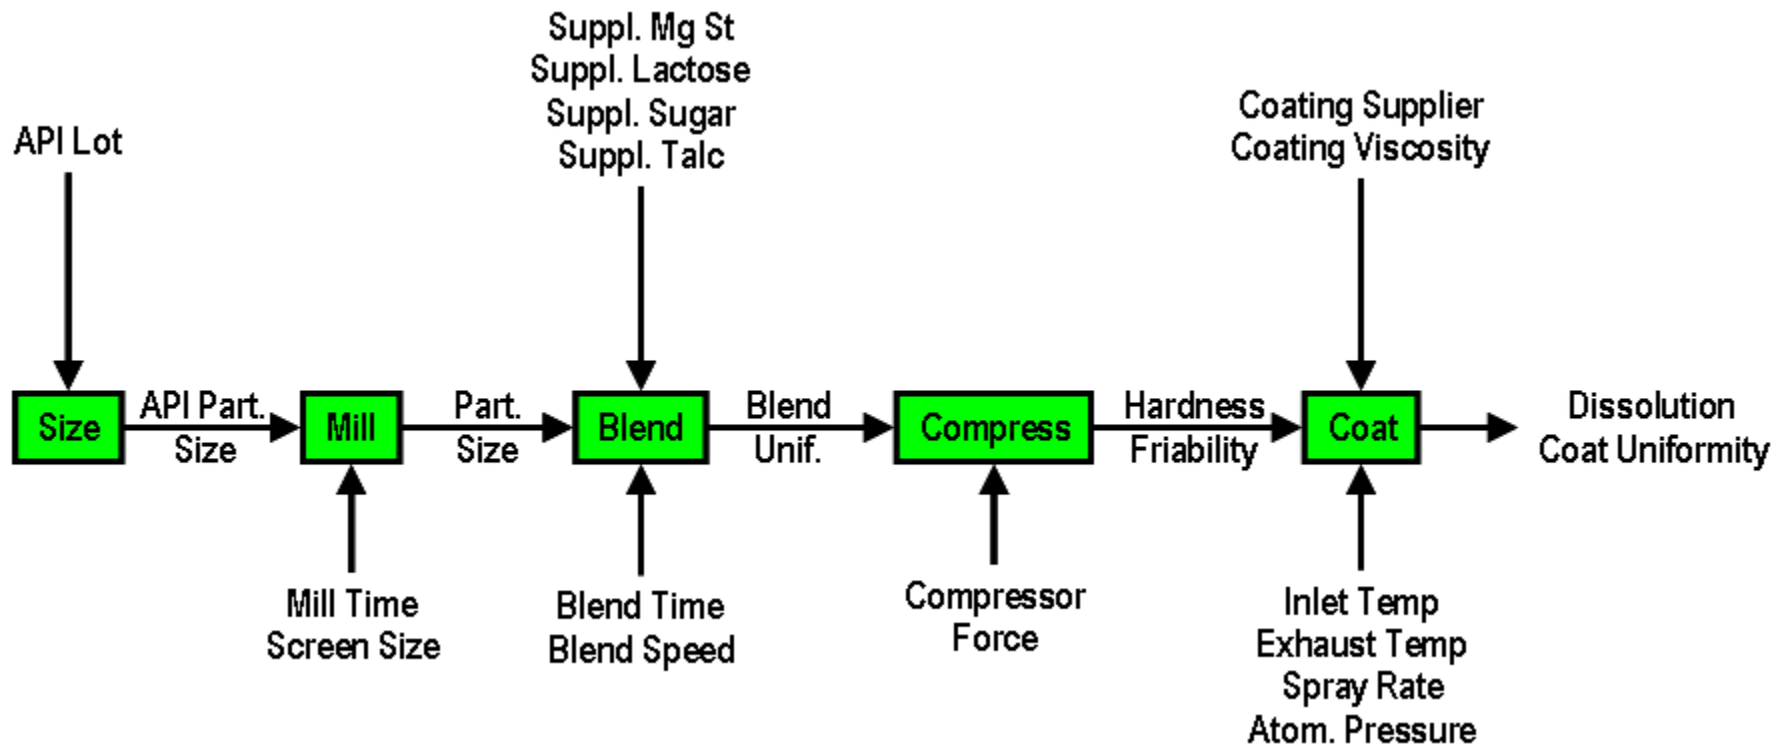 Suppl. Mg St
Suppl. Lactose
Suppl. Sugar
Suppl. Talc
API Lot
Coating Supplier
Coating Viscosity
Size
API Part.
Size
Mill
Part.
Size
Blend
Blend
Unif.
Compress
Hardness
Friability
Coat
Dissolution
Coat Uniformity
Mill Time
Screen Size
Blend Time
Blend Speed
Compressor
Force
Inlet Temp
Exhaust Temp
Spray Rate
Atom. Pressure